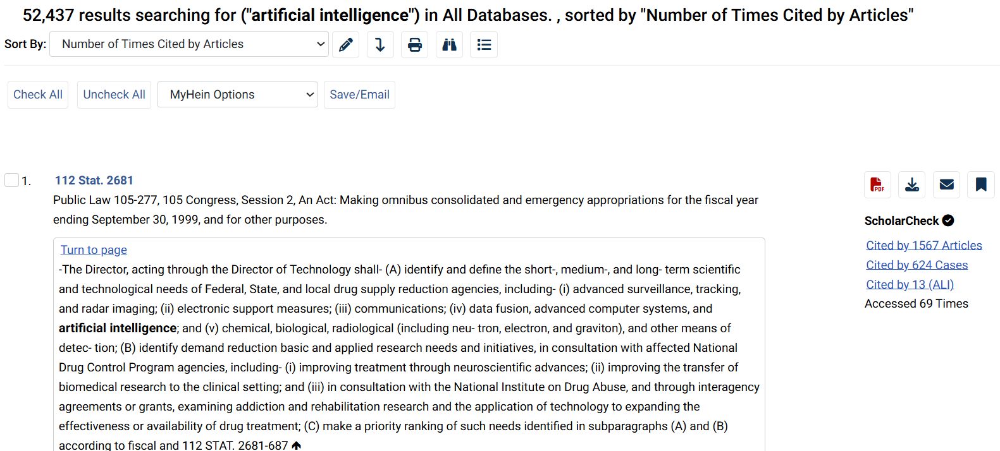 52,437 results searching for ("artificial intelligence") in All Databases. , sorted by "Number of Times Cited by Articles"
Sort By: Number of Times Cited by Articles
Check All Uncheck All MyHein Options Save/Email
1. 112 Stat. 2681
Public Law 105-277, 105 Congress, Session 2, An Act: Making omnibus consolidated and emergency appropriations for the fiscal year
ending September 30, 1999, and for other purposes.
Turn to page
-The Director, acting through the Director of Technology shall- (A) identify and define the short-, medium-, and long- term scientific
and technological needs of Federal, State, and local drug supply reduction agencies, including- (i) advanced surveillance, tracking,
and radar imaging; (ii) electronic support measures; (iii) communications; (iv) data fusion, advanced computer systems, and
artificial intelligence; and (v) chemical, biological, radiological (including neu- tron, electron, and graviton), and other means of
detec- tion; (B) identify demand reduction basic and applied research needs and initiatives, in consultation with affected National
Drug Control Program agencies, including- (i) improving treatment through neuroscientific advances; (ii) improving the transfer of
biomedical research to the clinical setting; and (iii) in consultation with the National Institute on Drug Abuse, and through interagency
agreements or grants, examining addiction and rehabilitation research and the application of technology to expanding the
effectiveness or availability of drug treatment; (C) make a priority ranking of such needs identified in subparagraphs (A) and (B)
according to fiscal and 112 STAT. 2681-687
PDF
ScholarCheck
Cited by 1567 Articles
Cited by 624 Cases
Cited by 13 (ALI)
Accessed 69 Times